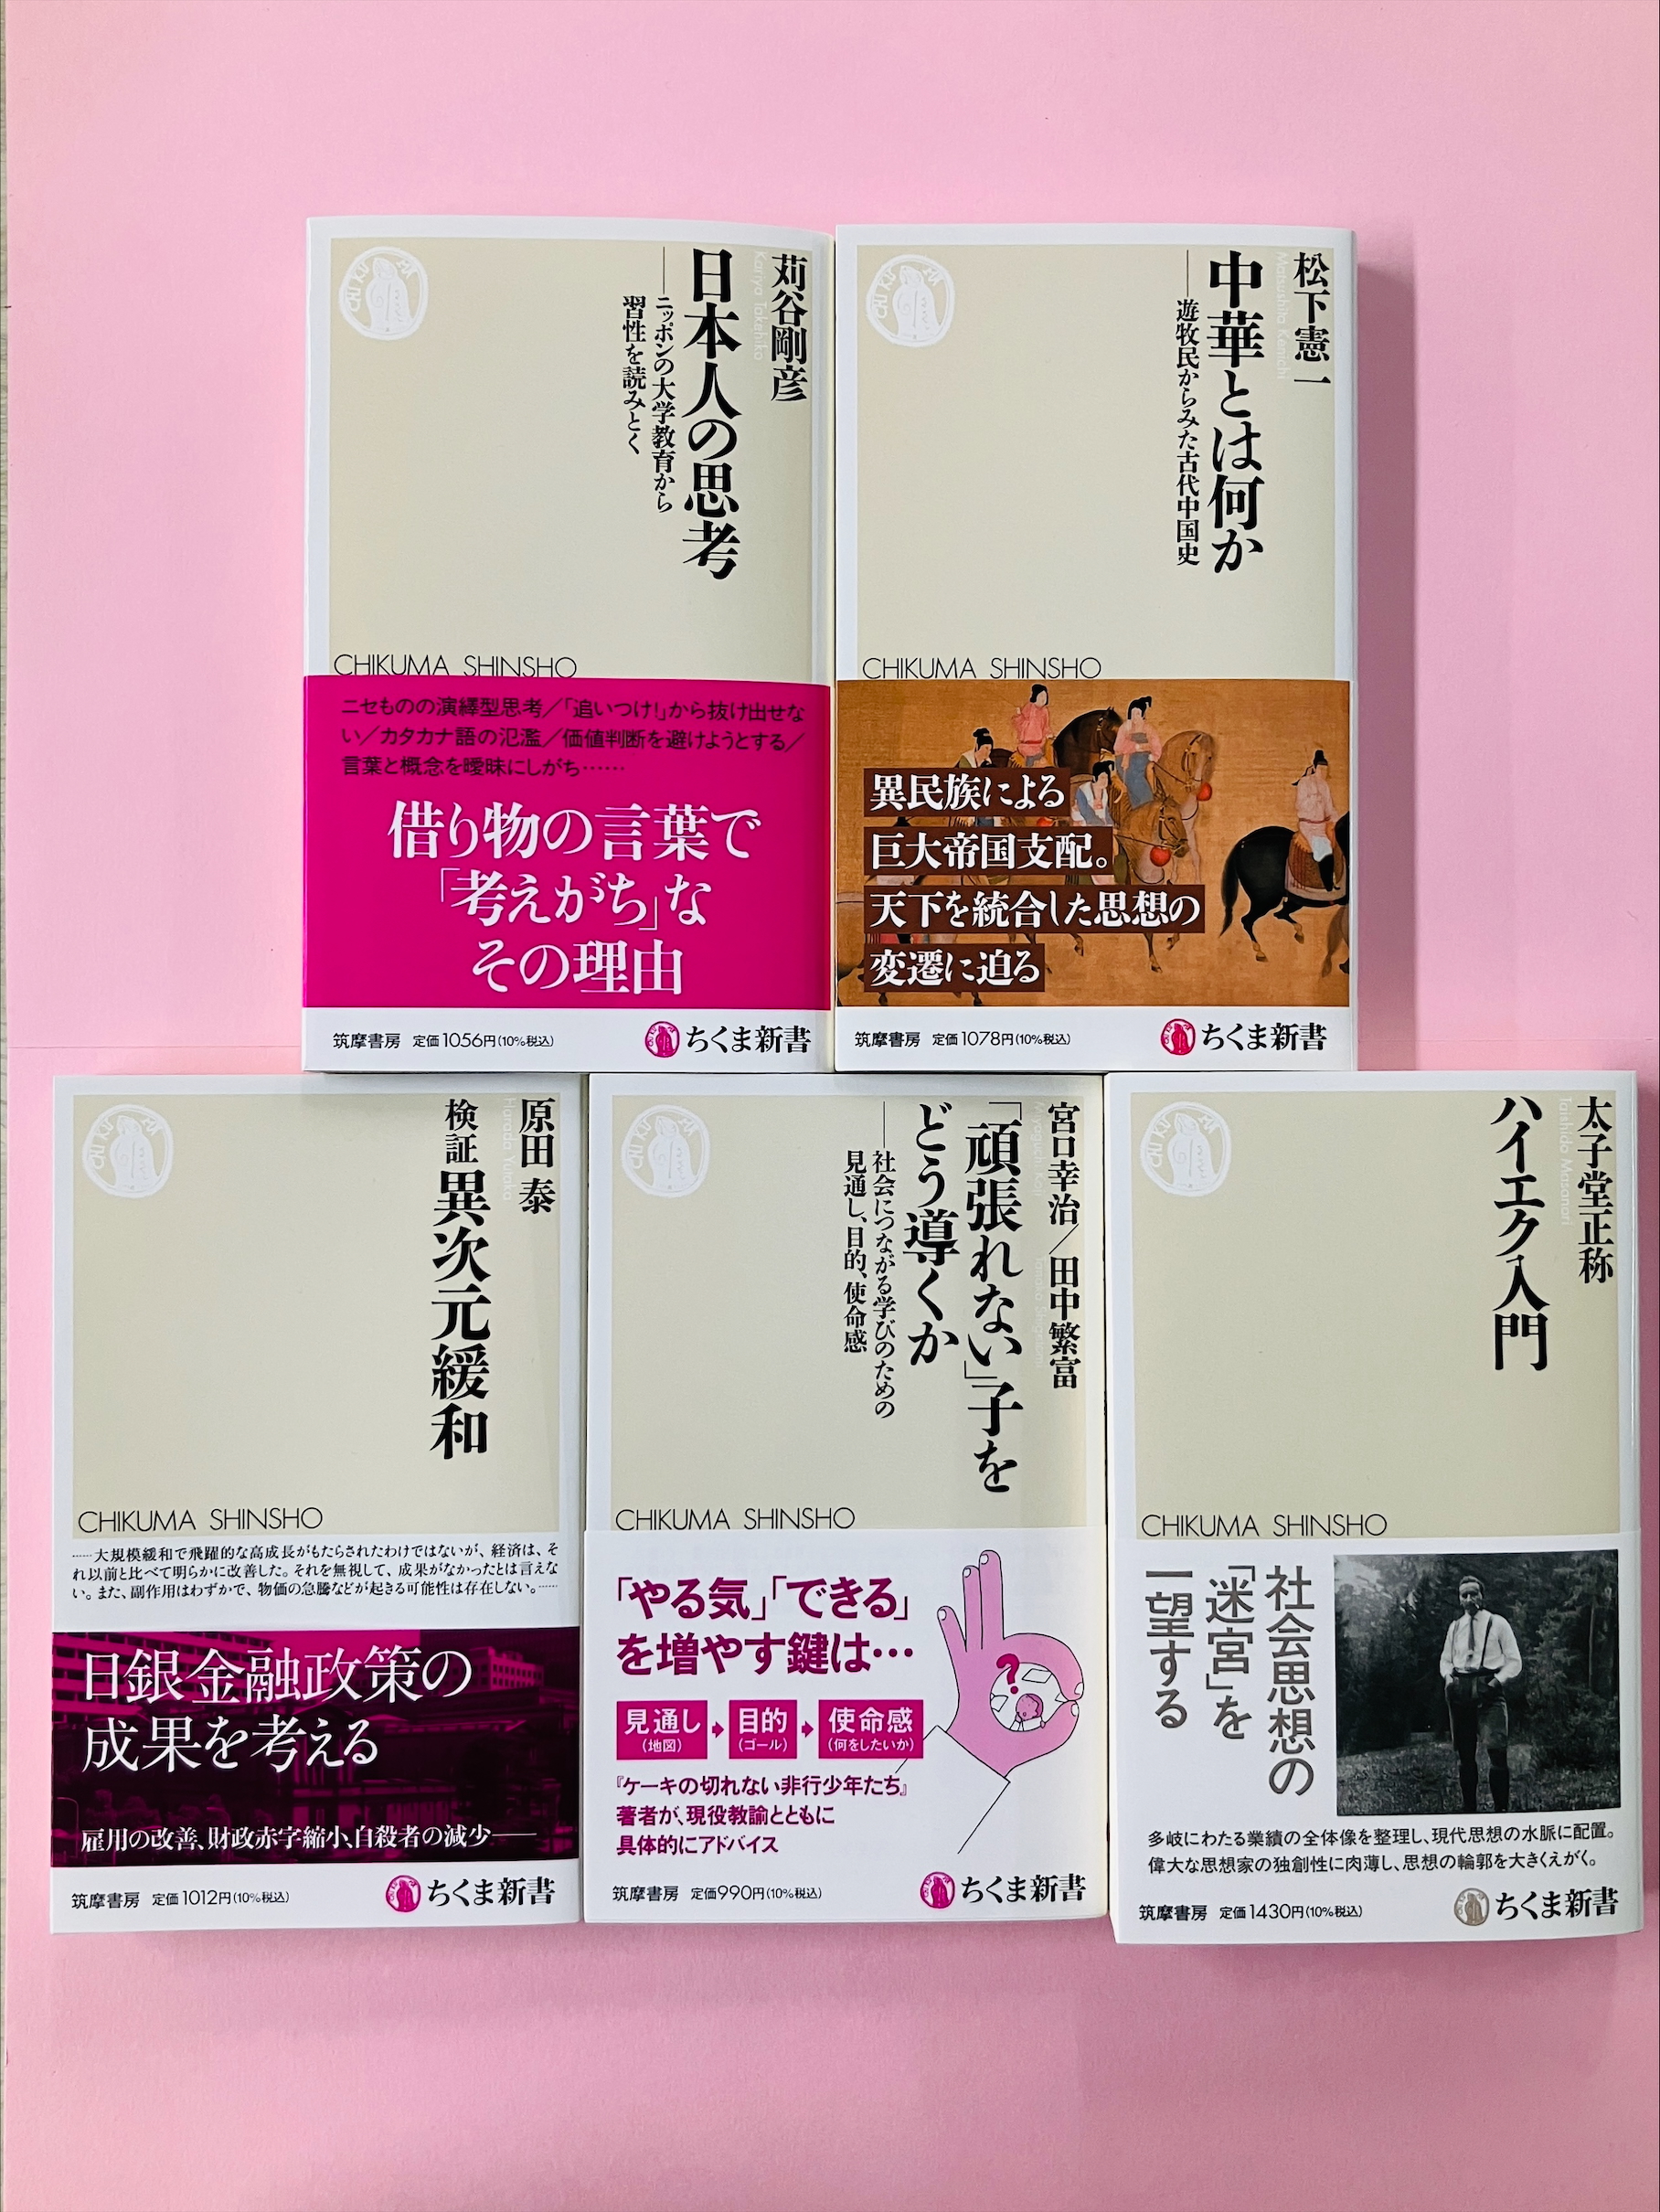 苅谷剛彦
Kariya Takehiko
日本人の思考
――ニッポンの大学教育から
習性を読みとく
CHIKUMA SHINSHO
ニセものの演繹型思考／「追いつけ!」から抜け出せな
い／カタカナ語の氾濫／価値判断を避けようとする／
言葉と概念を曖昧にしがち……
借り物の言葉で
「考えがち」な
その理由
筑摩書房 定価1056円(10%税込)
ちくま新書
松下憲一
Matsushita Kenichi
中華とは何か
――遊牧民からみた古代中国史
CHIKUMA SHINSHO
異民族による
巨大帝国支配。
天下を統合した思想の
変遷に迫る
筑摩書房 定価1078円(10%税込)
ちくま新書
原田 泰
Harada Yutaka
検証 異次元緩和
CHIKUMA SHINSHO
……大規模緩和で飛躍的な高成長がもたらされたわけではないが、経済は、そ
れ以前と比べて明らかに改善した。それを無視して、成果がなかったとは言えな
い。また、副作用はわずかで、物価の急騰などが起きる可能性は存在しない。……
日銀金融政策の
成果を考える
雇用の改善、財政赤字縮小、自殺者の減少――
筑摩書房 定価1012円(10%税込)
ちくま新書
宮口幸治／田中繁富
「頑張れない」子を
どう導くか
――社会につながる学びのための
見通し、目的、使命感
CHIKUMA SHINSHO
「やる気」「できる」
を増やす鍵は…
見通し
(地図)
目的
(ゴール)
使命感
(何をしたいか)
?
『ケーキの切れない非行少年たち』
著者が、現役教諭とともに
具体的にアドバイス
筑摩書房 定価990円(10%税込)
ちくま新書
太子堂正称
Taishido Masanari
ハイエク入門
CHIKUMA SHINSHO
社会思想の
「迷宮」を
一望する
多岐にわたる業績の全体像を整理し、現代思想の水脈に配置。
偉大な思想家の独創性に肉薄し、思想の輪郭を大きくえがく。
筑摩書房 定価1430円(10%税込)
ちくま新書